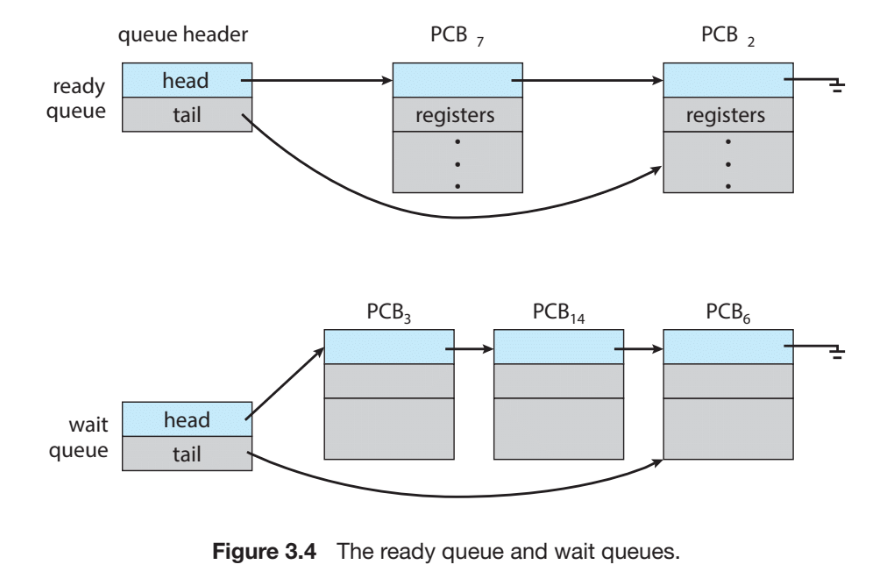 queue header
PCB 7
PCB 2
ready
queue
head
tail
registers
registers
PCB3
PCB14
PCB6
wait
queue
head
tail
Figure 3.4 The ready queue and wait queues.